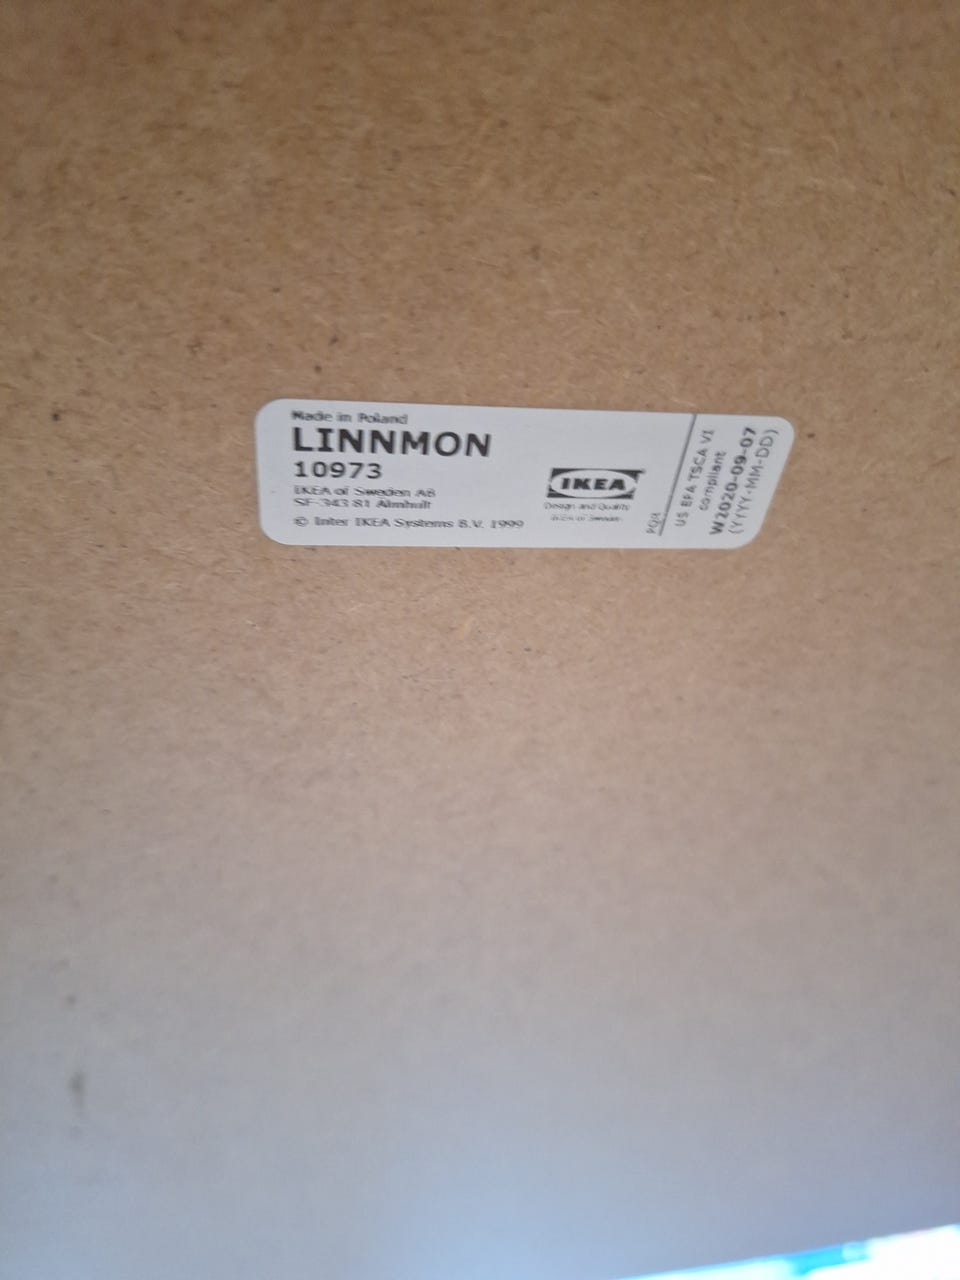 Made in Poland
LINNMON
10973
IKEA of Sweden AB
SE-343 81 Älmhult
© Inter IKEA Systems B.V. 1999
IKEA
Design and Quality
IKEA of Sweden
PQR
US EPA TSCA VI
compliant
W2020-09-07
(YYYY-MM-DD)